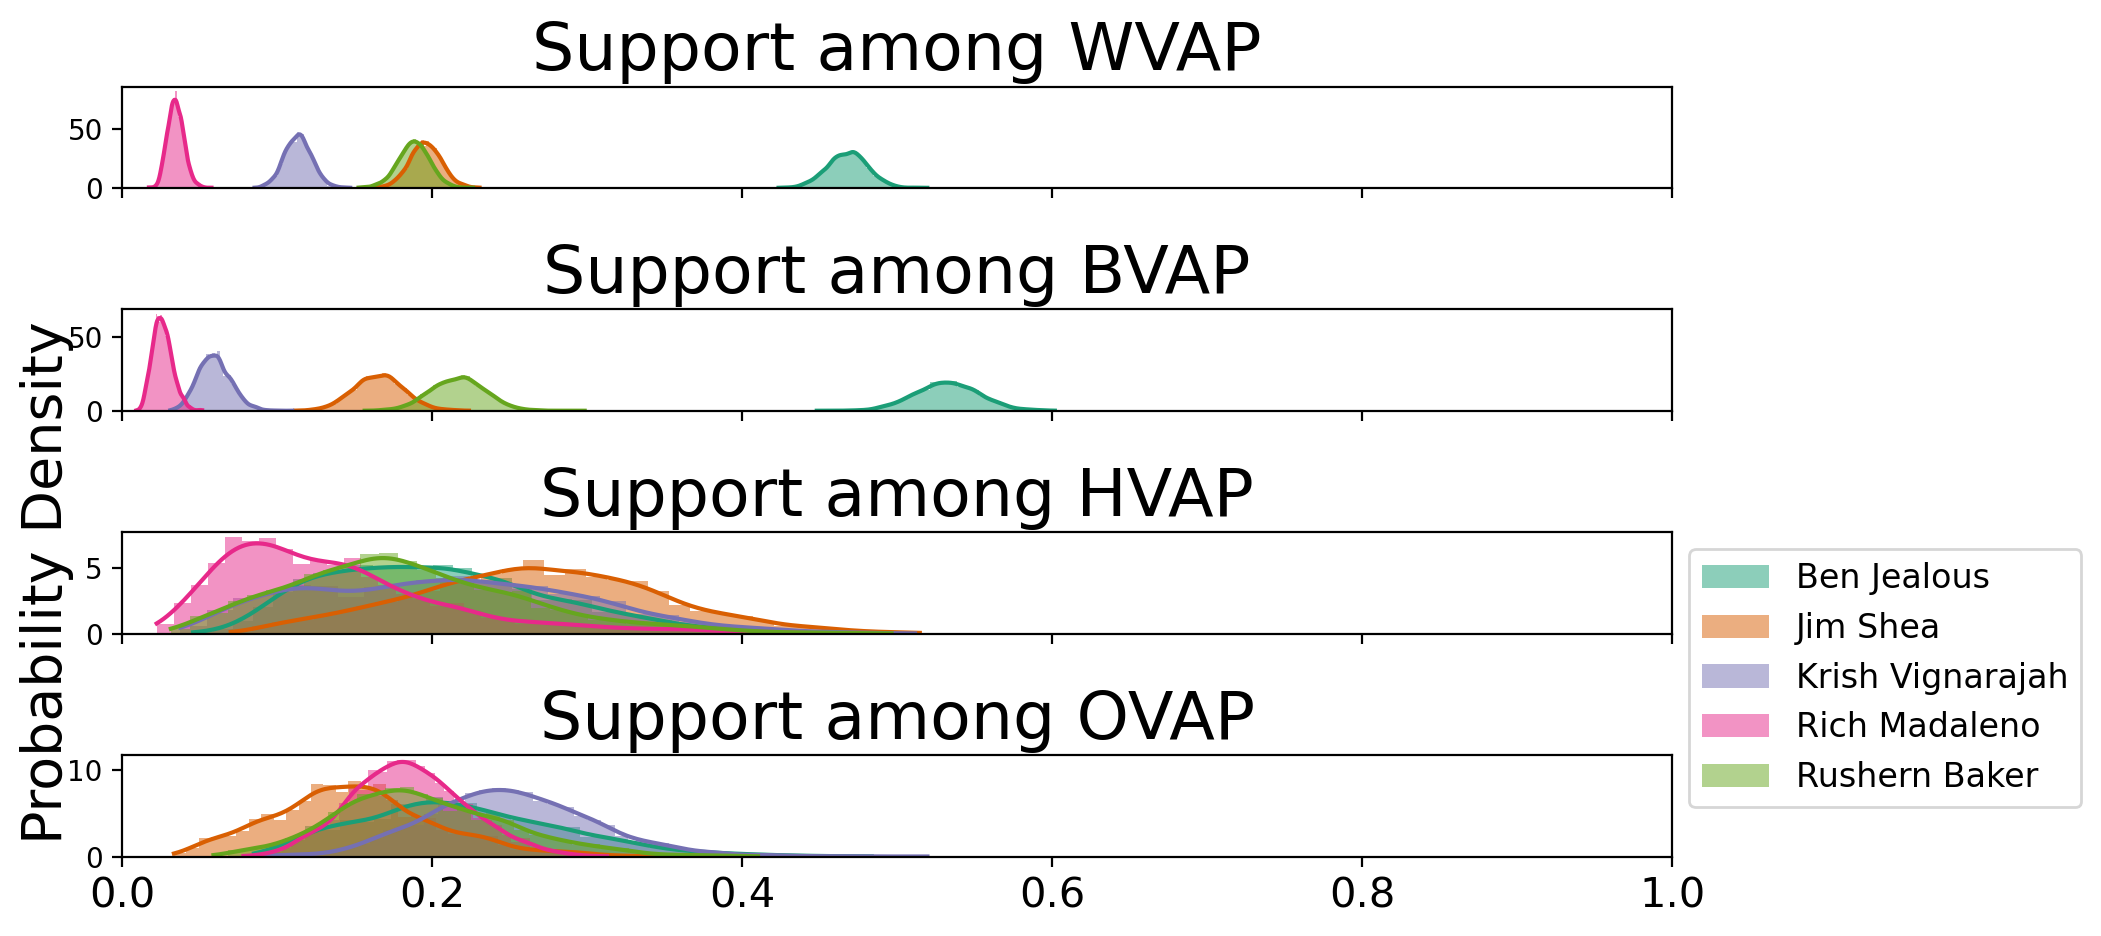 Support among WVAP
50
0
Support among BVAP
50
0
Support among HVAP
5
0
Support among OVAP
10
0
0.0 0.2 0.4 0.6 0.8 1.0
Probability Density
Ben Jealous
Jim Shea
Krish Vignarajah
Rich Madaleno
Rushern Baker